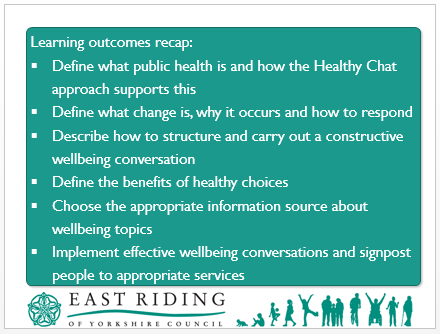 Learning outcomes recap:
▪ Define what public health is and how the Healthy Chat
approach supports this
▪ Define what change is, why it occurs and how to respond
▪ Describe how to structure and carry out a constructive
wellbeing conversation
▪ Define the benefits of healthy choices
▪ Choose the appropriate information source about
wellbeing topics
▪ Implement effective wellbeing conversations and signpost
people to appropriate services
EAST RIDING
OF YORKSHIRE COUNCIL